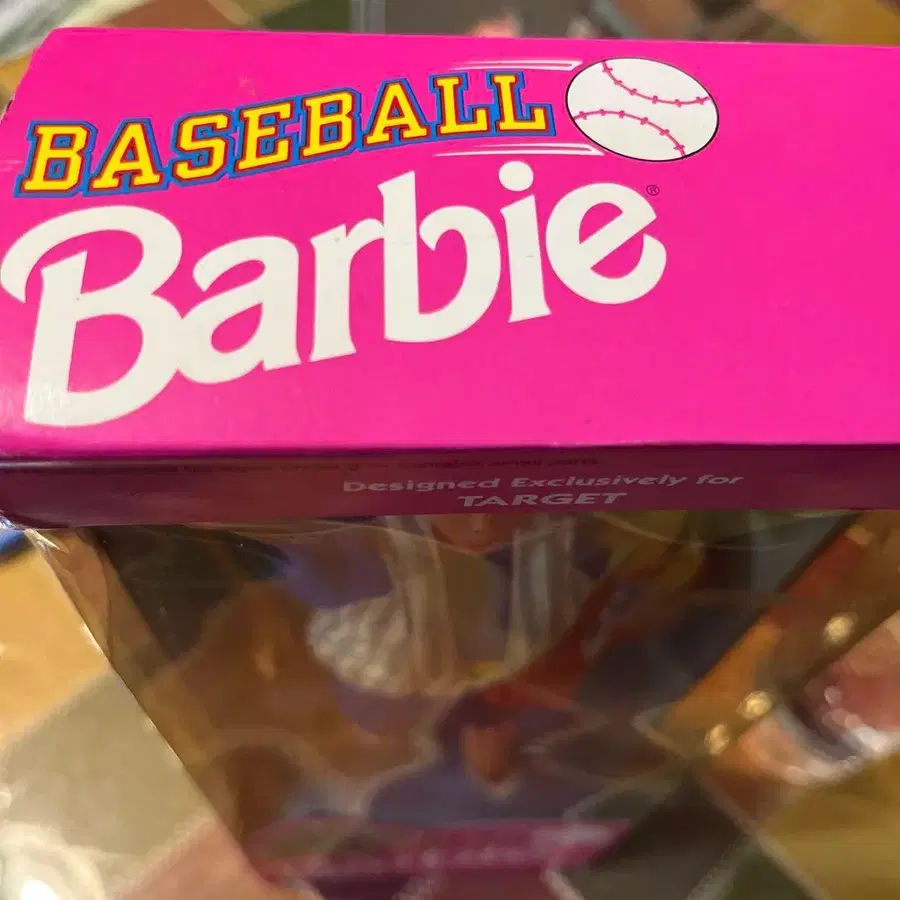 BASEBALL
Barbie®
Designed Exclusively for
TARGET